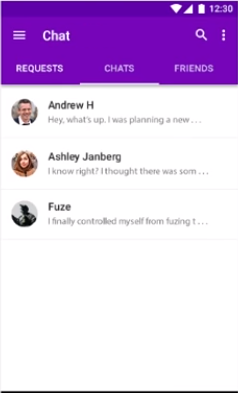 12:30
Chat
REQUESTS CHATS FRIENDS
Andrew H
Hey, what's up. I was planning a new . . .
Ashley Janberg
I know right? I thought there was som . . .
Fuze
I finally controlled myself from fuzing t . . .